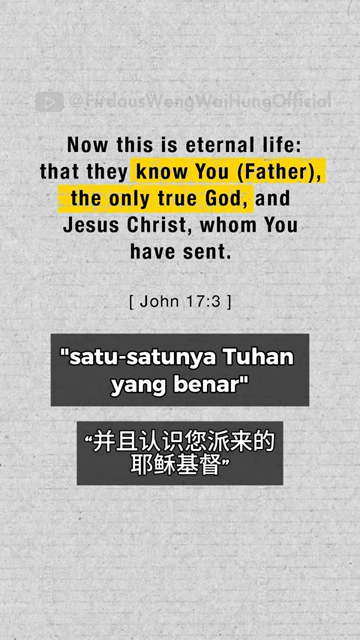 @FirdausWongWaiHungOfficial
Now this is eternal life:
that they know You (Father),
the only true God, and
Jesus Christ, whom You
have sent.
[ John 17:3 ]
"satu-satunya Tuhan
yang benar"
“并且认识您派来的
耶稣基督”